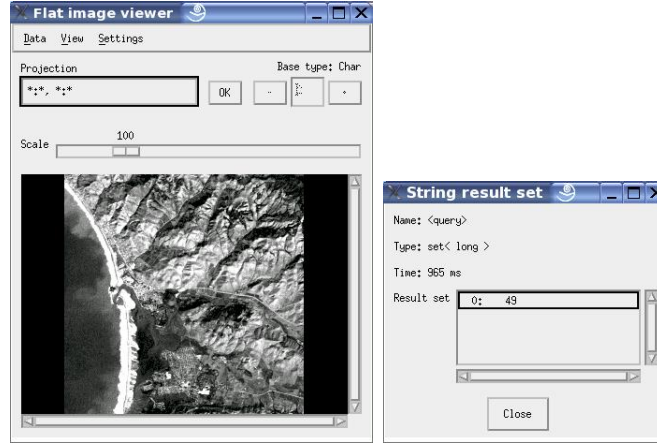 Flat image viewer
Data View Settings
Projection
Base type: Char
*:*, *:*
OK - +
Scale
100
String result set
Name: <query>
Type: set< long >
Time: 965 ms
Result set
0: 49
Close